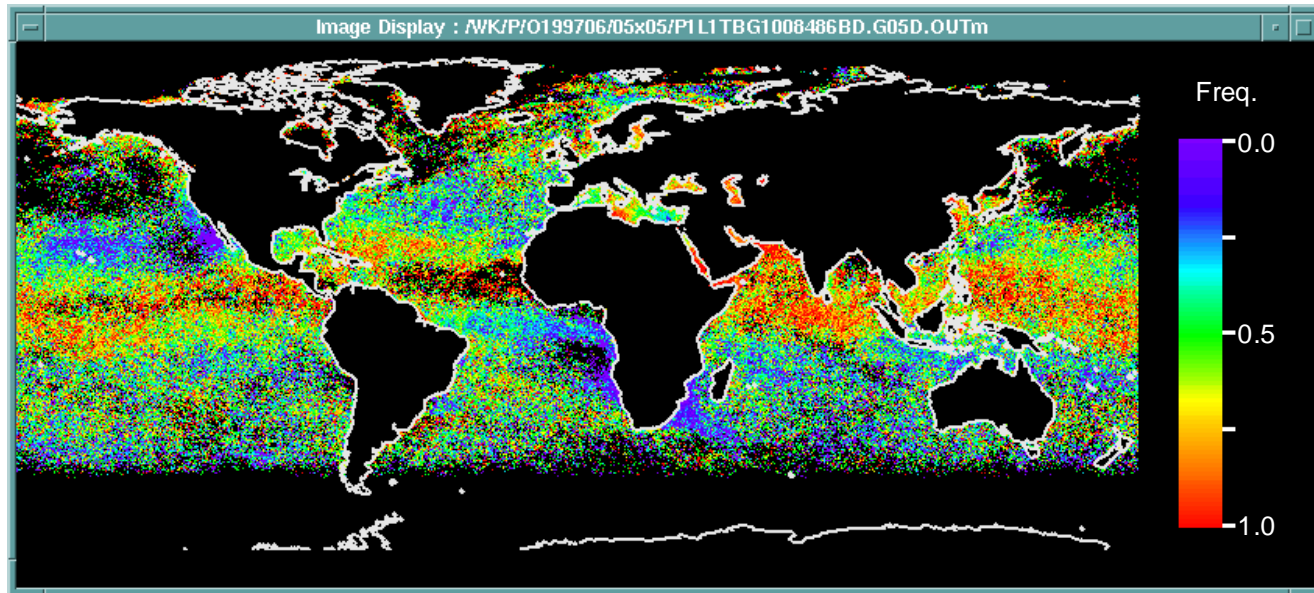 Image Display : /WK/P/O199706/05x05/P1L1TBG1008486BD.G05D.OUTm
Freq.
0.0
0.5
1.0